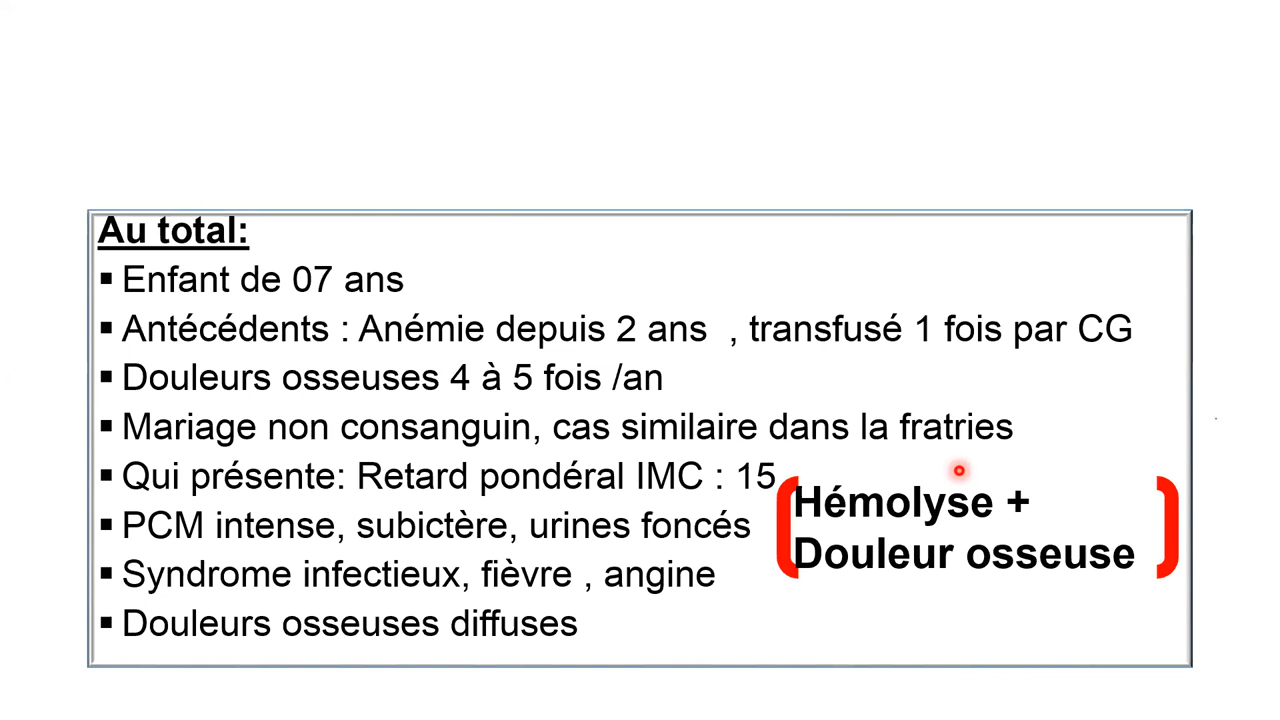 Au total:
▪ Enfant de 07 ans
▪ Antécédents : Anémie depuis 2 ans , transfusé 1 fois par CG
▪ Douleurs osseuses 4 à 5 fois /an
▪ Mariage non consanguin, cas similaire dans la fratries
▪ Qui présente: Retard pondéral IMC : 15
▪ PCM intense, subictère, urines foncés
▪ Syndrome infectieux, fièvre , angine
▪ Douleurs osseuses diffuses
Hémolyse +
Douleur osseuse